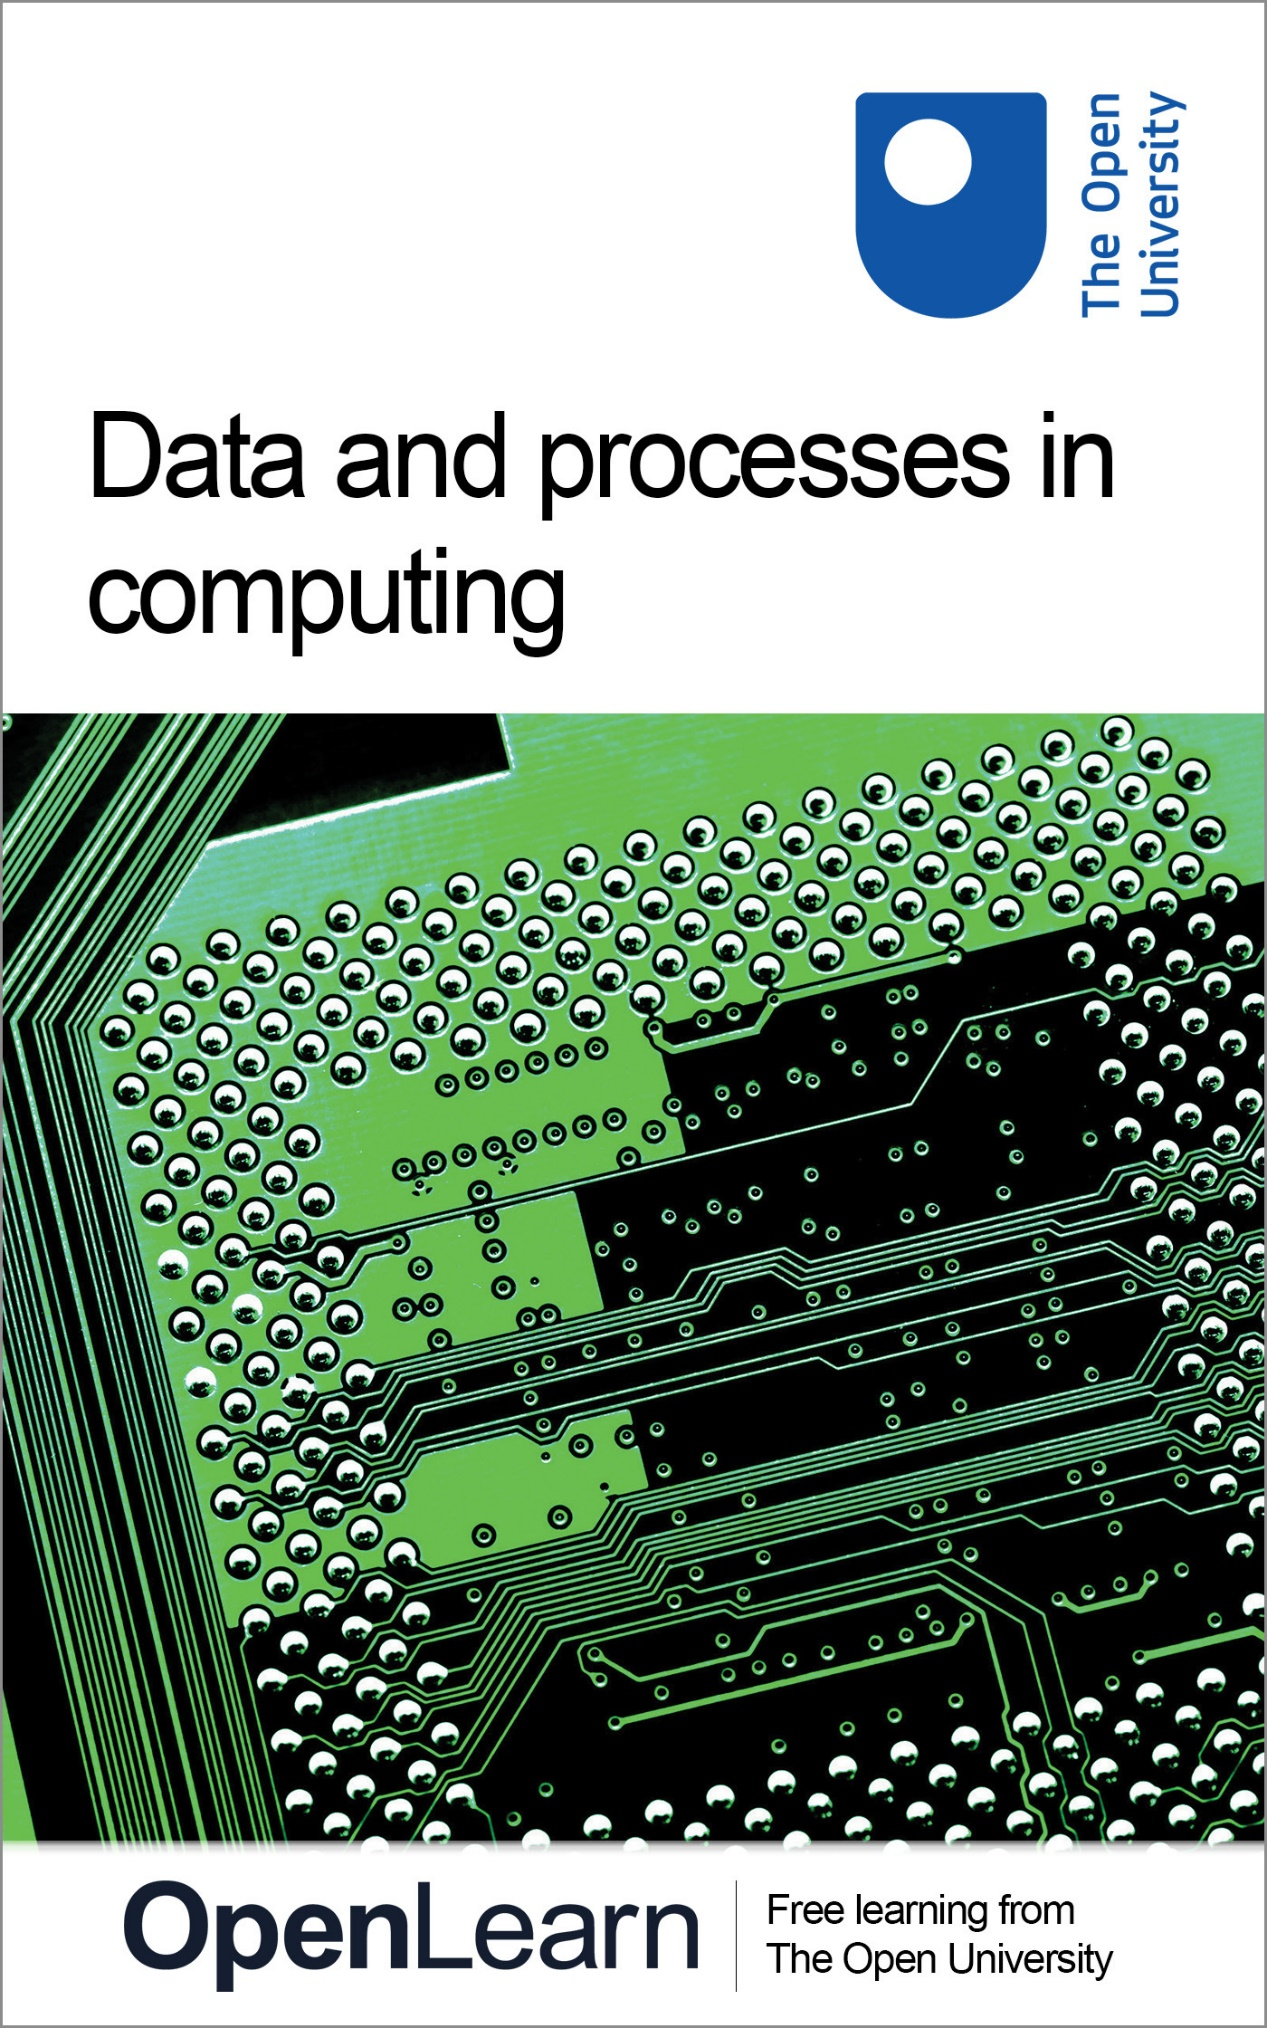 The Open
University
Data and processes in
computing
OpenLearn
Free learning from
The Open University